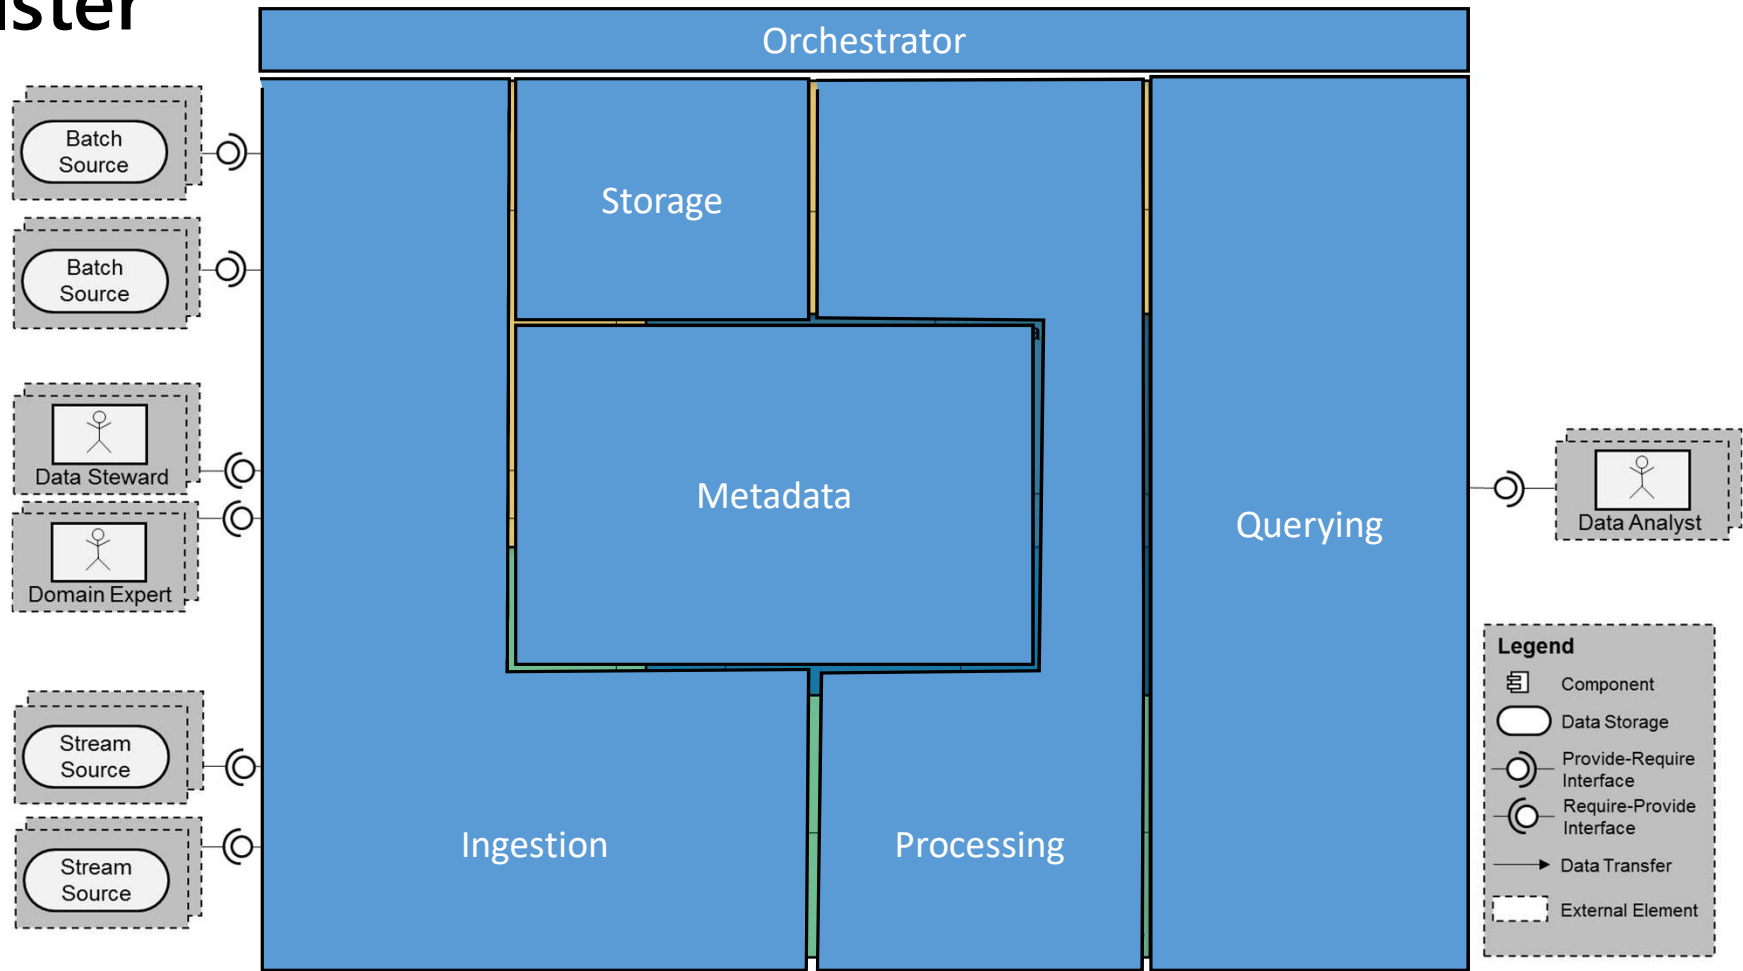 Orchestrator
Batch
Source
Batch
Source
Data Steward
Domain Expert
Stream
Source
Stream
Source
Storage
Metadata
Ingestion
Processing
Querying
Data Analyst
Legend
Component
Data Storage
Provide-Require
Interface
Require-Provide
Interface
Data Transfer
External Element